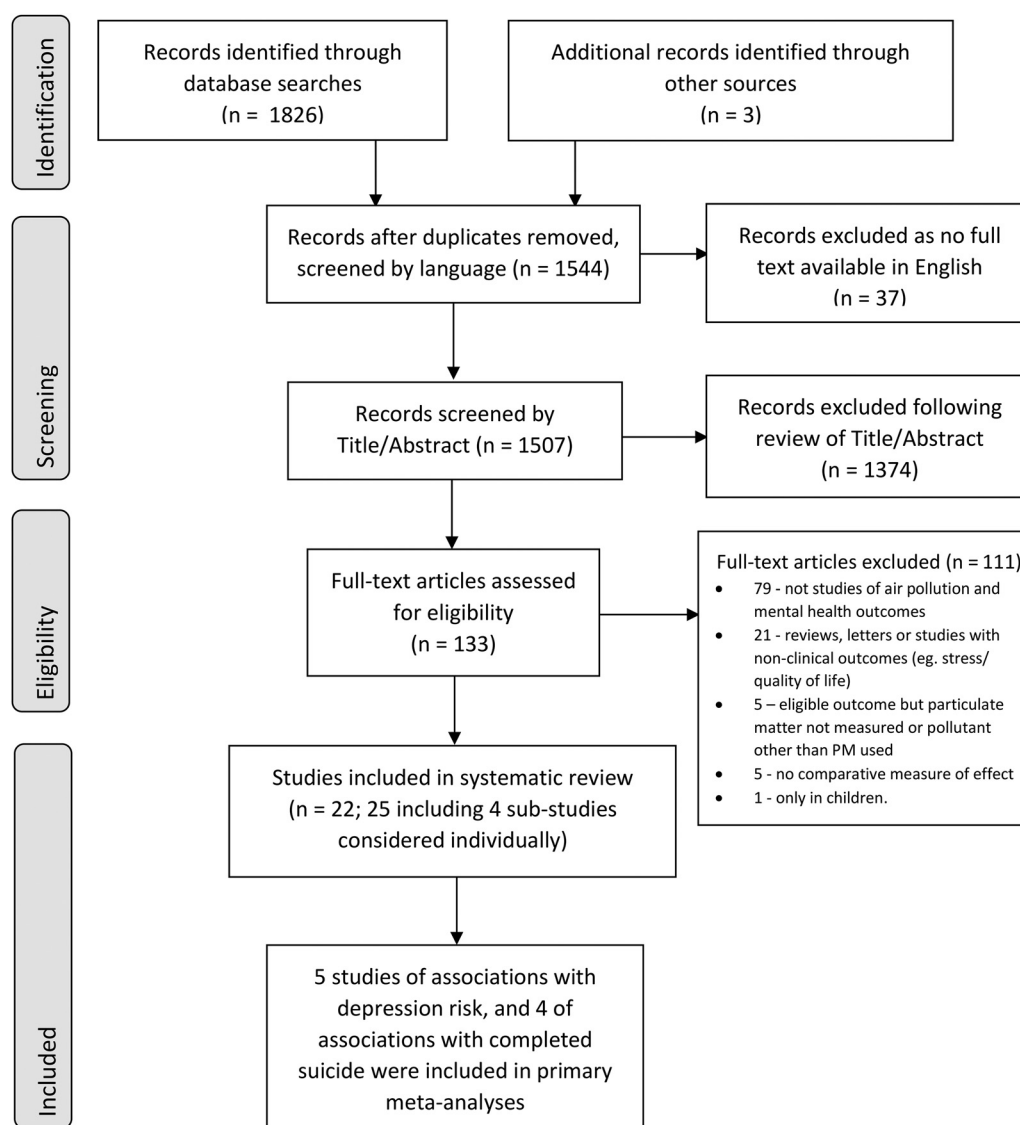 Identification
Records identified through
database searches
(n = 1826)
Additional records identified through
other sources
(n = 3)
Screening
Records after duplicates removed,
screened by language (n = 1544)
Records excluded as no full
text available in English
(n = 37)
Records screened by
Title/Abstract (n = 1507)
Records excluded following
review of Title/Abstract
(n = 1374)
Eligibility
Full-text articles assessed
for eligibility
(n = 133)
Full-text articles excluded (n = 111)
• 79 - not studies of air pollution and
mental health outcomes
• 21 - reviews, letters or studies with
non-clinical outcomes (eg. stress/
quality of life)
• 5 – eligible outcome but particulate
matter not measured or pollutant
other than PM used
• 5 - no comparative measure of effect
• 1 - only in children.
Included
Studies included in systematic review
(n = 22; 25 including 4 sub-studies
considered individually)
5 studies of associations with
depression risk, and 4 of
associations with completed
suicide were included in primary
meta-analyses